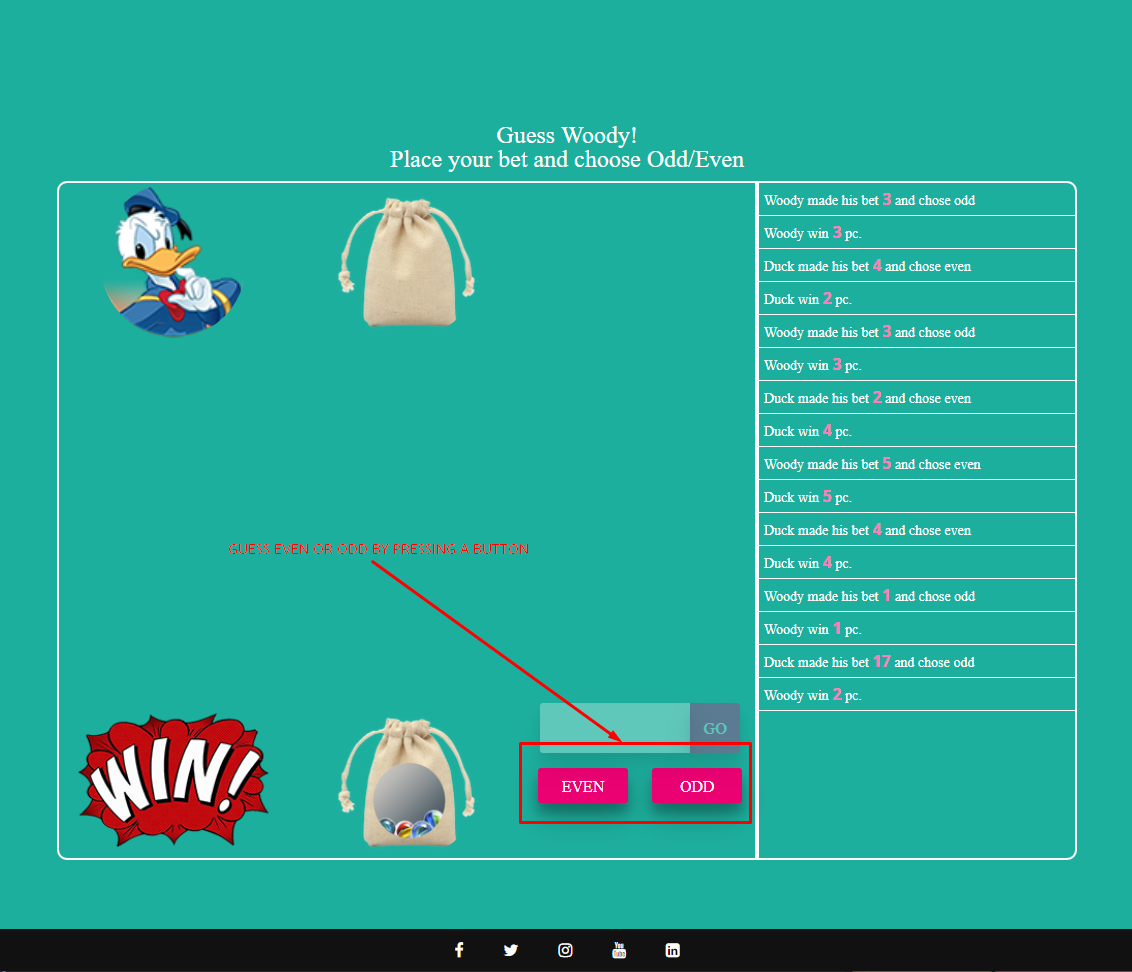 Guess Woody!
Place your bet and choose Odd/Even
Woody made his bet 3 and chose odd
Woody win 3 pc.
Duck made his bet 4 and chose even
Duck win 2 pc.
Woody made his bet 3 and chose odd
Woody win 3 pc.
Duck made his bet 2 and chose even
Duck win 4 pc.
Woody made his bet 5 and chose even
Duck win 5 pc.
Duck made his bet 4 and chose even
Duck win 4 pc.
Woody made his bet 1 and chose odd
Woody win 1 pc.
Duck made his bet 17 and chose odd
Woody win 2 pc.
GUESS EVEN OR ODD BY PRESSING A BUTTON
WIN!
GO
EVEN
ODD
You
Tube